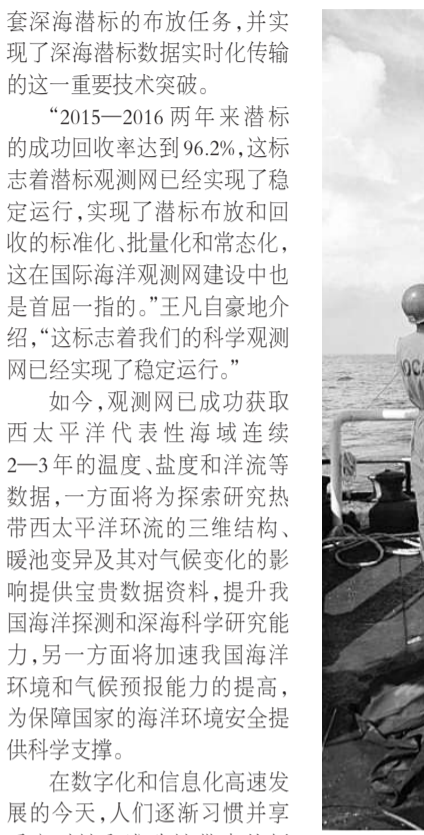 套深海潜标的布放任务，并实
现了深海潜标数据实时化传输
的这一重要技术突破。
“2015—2016 两年来潜标
的成功回收率达到96.2%，这标
志着潜标观测网已经实现了稳
定运行，实现了潜标布放和回
收的标准化、批量化和常态化，
这在国际海洋观测网建设中也
是首屈一指的。”王凡自豪地介
绍，“这标志着我们的科学观测
网已经实现了稳定运行。”
如今，观测网已成功获取
西太平洋代表性海域连续
2—3年的温度、盐度和洋流等
数据，一方面将为探索研究热
带西太平洋环流的三维结构、
暖池变异及其对气候变化的影
响提供宝贵数据资料，提升我
国海洋探测和深海科学研究能
力，另一方面将加速我国海洋
环境和气候预报能力的提高，
为保障国家的海洋环境安全提
供科学支撑。
在数字化和信息化高速发
展的今天，人们逐渐习惯并享